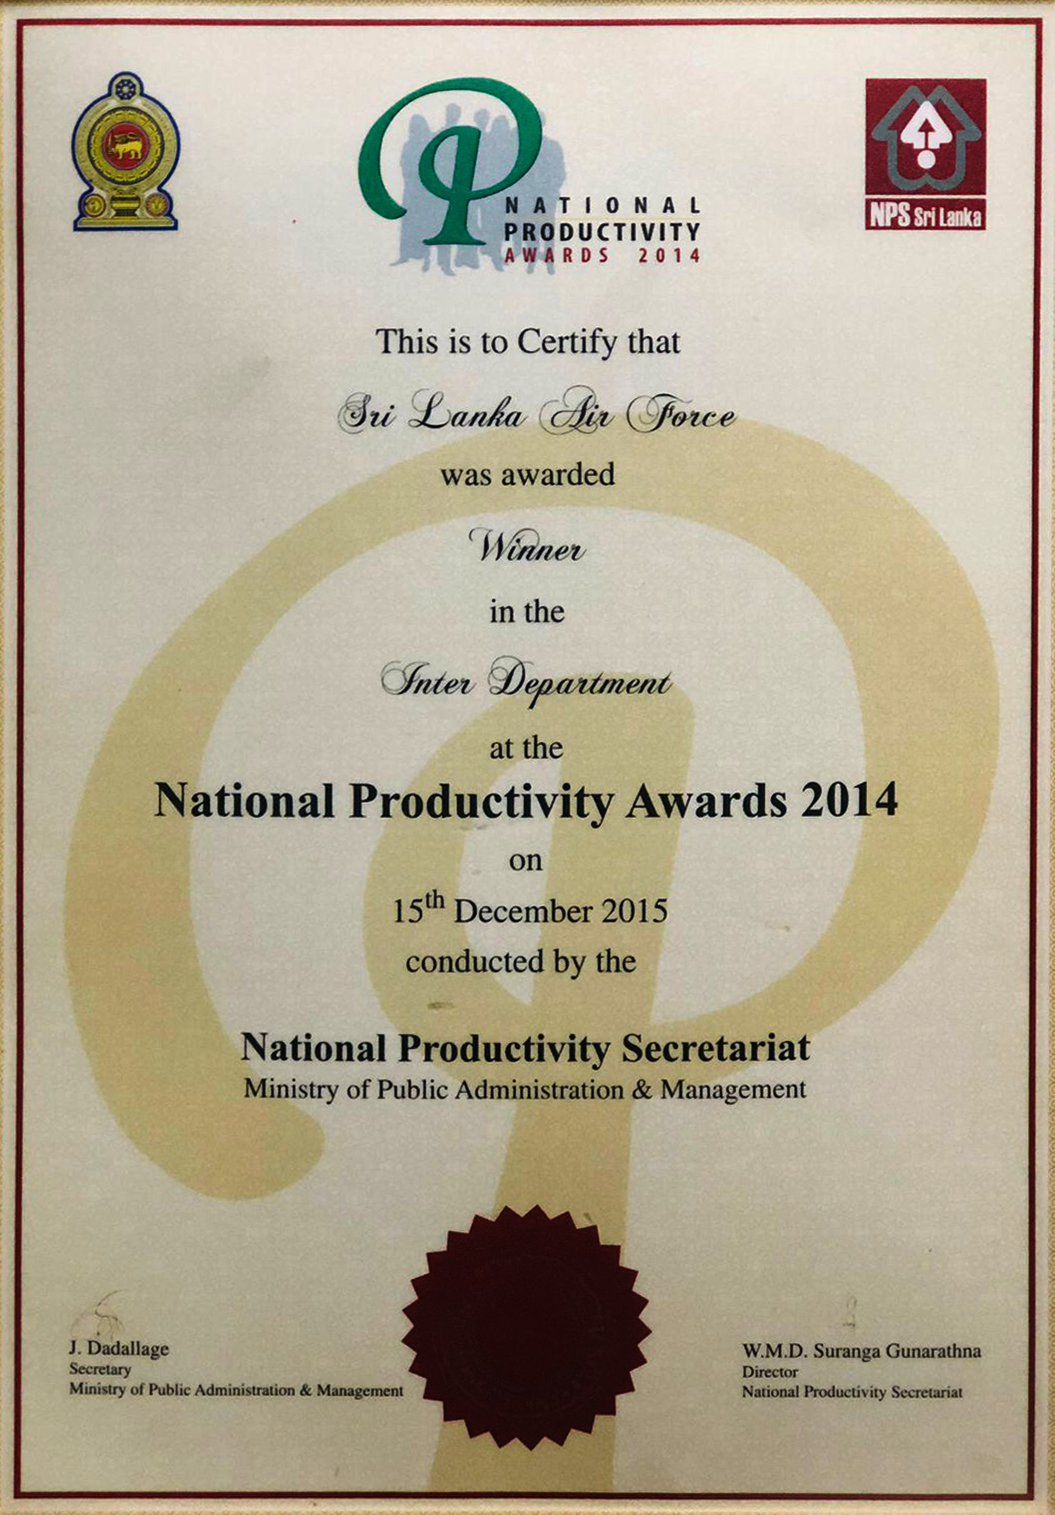 NATIONAL
PRODUCTIVITY
AWARDS 2014
NPS Sri Lanka
This is to Certify that
Sri Lanka Air Force
was awarded
Winner
in the
Inter Department
at the
National Productivity Awards 2014
on
15th December 2015
conducted by the
National Productivity Secretariat
Ministry of Public Administration & Management
J. Dadallage
Secretary
Ministry of Public Administration & Management
W.M.D. Suranga Gunarathna
Director
National Productivity Secretariat